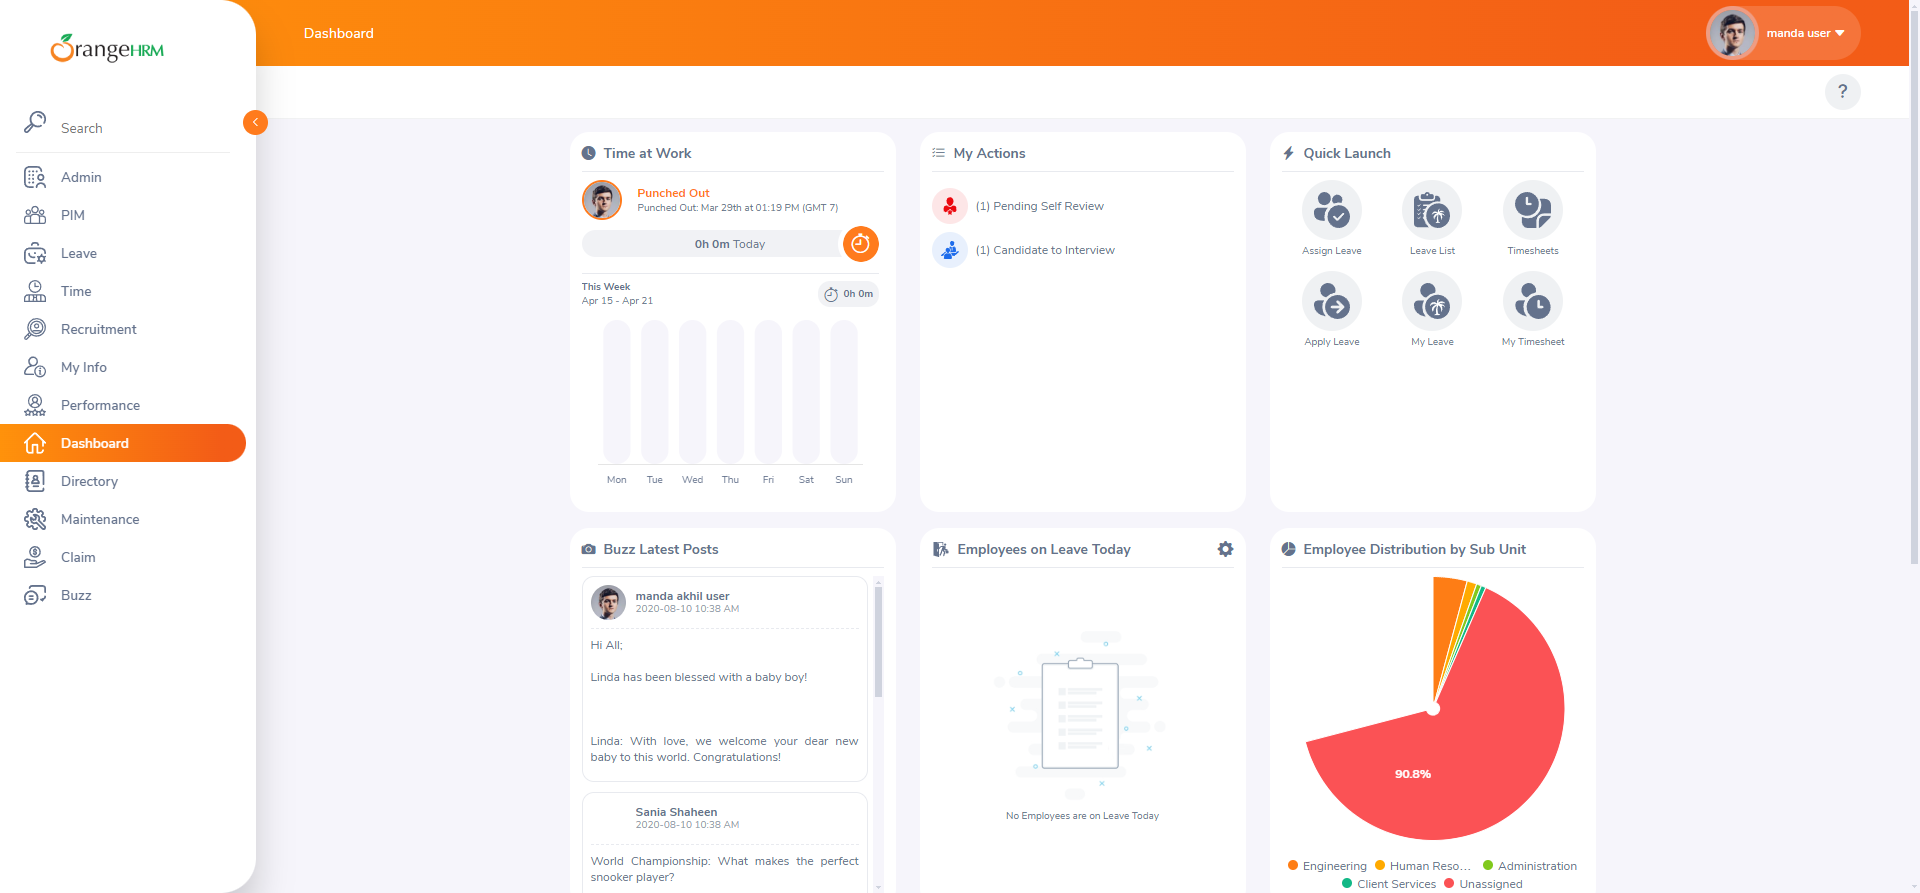 OrangeHRM
Dashboard
manda user
?
Search
Admin
PIM
Leave
Time
Recruitment
My Info
Performance
Dashboard
Directory
Maintenance
Claim
Buzz
Time at Work
Punched Out
Punched Out: Mar 29th at 01:19 PM (GMT 7)
0h 0m Today
This Week
Apr 15 - Apr 21
0h 0m
Mon Tue Wed Thu Fri Sat Sun
My Actions
(1) Pending Self Review
(1) Candidate to Interview
Quick Launch
Assign Leave Leave List Timesheets
Apply Leave My Leave My Timesheet
Buzz Latest Posts
manda akhil user
2020-08-10 10:38 AM
Hi All;
Linda has been blessed with a baby boy!
Linda: With love, we welcome your dear new
baby to this world. Congratulations!
Sania Shaheen
2020-08-10 10:38 AM
World Championship: What makes the perfect
snooker player?
Employees on Leave Today
No Employees are on Leave Today
Employee Distribution by Sub Unit
90.8%
Engineering Human Reso... Administration
Client Services Unassigned